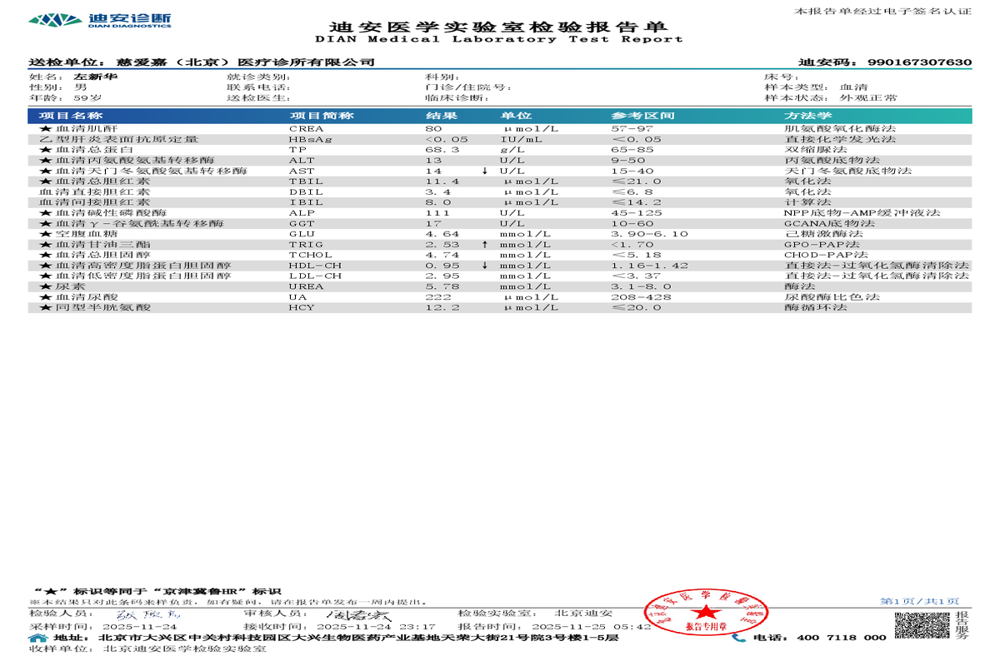 本报告单经过电子签名认证
迪安诊断
DIAN DIAGNOSTICS
迪安医学实验室检验报告单
DIAN Medical Laboratory Test Report
送检单位：慈爱嘉（北京）医疗诊所有限公司 迪安码：990167307630
姓名：左新华 就诊类别： 科别： 床号：
性别：男 联系电话： 门诊/住院号： 样本类型：血清
年龄：59岁 送检医生： 临床诊断： 样本状态：外观正常
项目名称 项目简称 结果 单位 参考区间 方法学
★血清肌酐 CREA 80 μmol/L 57-97 肌氨酸氧化酶法
乙型肝炎表面抗原定量 HBsAg <0.05 IU/mL <0.05 直接化学发光法
★血清总蛋白 TP 68.3 g/L 65-85 双缩脲法
★血清丙氨酸氨基转移酶 ALT 13 U/L 9-50 丙氨酸底物法
★血清天门冬氨酸氨基转移酶 AST 14 ↓ U/L 15-40 天门冬氨酸底物法
★血清总胆红素 TBIL 11.4 μmol/L ≤21.0 氧化法
血清直接胆红素 DBIL 3.4 μmol/L ≤6.8 氧化法
血清间接胆红素 IBIL 8.0 μmol/L ≤14.2 计算法
★血清碱性磷酸酶 ALP 111 U/L 45-125 NPP底物-AMP缓冲液法
★血清γ-谷氨酰基转移酶 GGT 17 U/L 10-60 GCANA底物法
★空腹血糖 GLU 4.64 mmol/L 3.90-6.10 己糖激酶法
★血清甘油三酯 TRIG 2.53 ↑ mmol/L <1.70 GPO-PAP法
★血清总胆固醇 TCHOL 4.74 mmol/L <5.18 CHOD-PAP法
★血清高密度脂蛋白胆固醇 HDL-CH 0.95 ↓ mmol/L 1.16-1.42 直接法-过氧化氢酶清除法
★血清低密度脂蛋白胆固醇 LDL-CH 2.95 mmol/L <3.37 直接法-过氧化氢酶清除法
★尿素 UREA 5.78 mmol/L 3.1-8.0 酶法
★血清尿酸 UA 222 μmol/L 208-428 尿酸酶比色法
★同型半胱氨酸 HCY 12.2 μmol/L ≤20.0 酶循环法
“★”标识等同于“京津冀鲁HR”标识
※本结果只对此条码来样负责，如有疑问，请在报告单发布一周内提出。
第1页/共1页
检验人员： 审核人员： 检验实验室：北京迪安
采样时间：2025-11-24 接收时间：2025-11-24 23:17 报告时间：2025-11-25 05:42
报告专用章
地址：北京市大兴区中关村科技园区大兴生物医药产业基地天荣大街21号院3号楼1-5层 电话：400 7118 000
收样单位：北京迪安医学检验实验室
报告服务